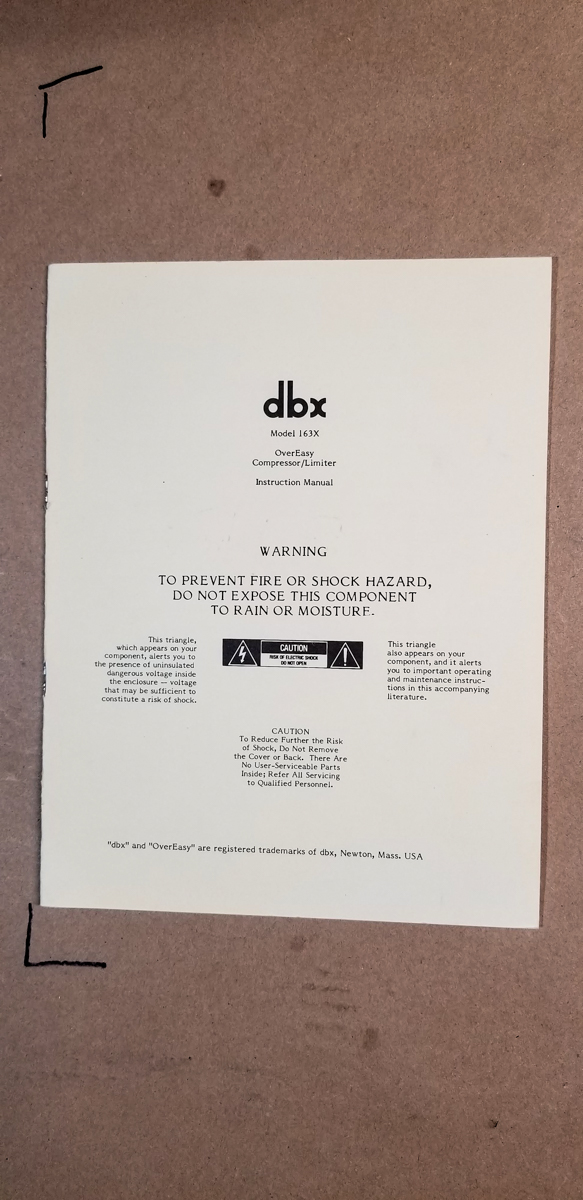 dbx
Model 163X
OverEasy
Compressor/Limiter
Instruction Manual
WARNING
TO PREVENT FIRE OR SHOCK HAZARD,
DO NOT EXPOSE THIS COMPONENT
TO RAIN OR MOISTURE.
This triangle,
which appears on your
component, alerts you to
the presence of uninsulated
dangerous voltage inside
the enclosure -- voltage
that may be sufficient to
constitute a risk of shock.
CAUTION
RISK OF ELECTRIC SHOCK
DO NOT OPEN
This triangle
also appears on your
component, and it alerts
you to important operating
and maintenance instruc-
tions in this accompanying
literature.
CAUTION
To Reduce Further the Risk
of Shock, Do Not Remove
the Cover or Back. There Are
No User-Serviceable Parts
Inside; Refer All Servicing
to Qualified Personnel.
"dbx" and "OverEasy" are registered trademarks of dbx, Newton, Mass. USA